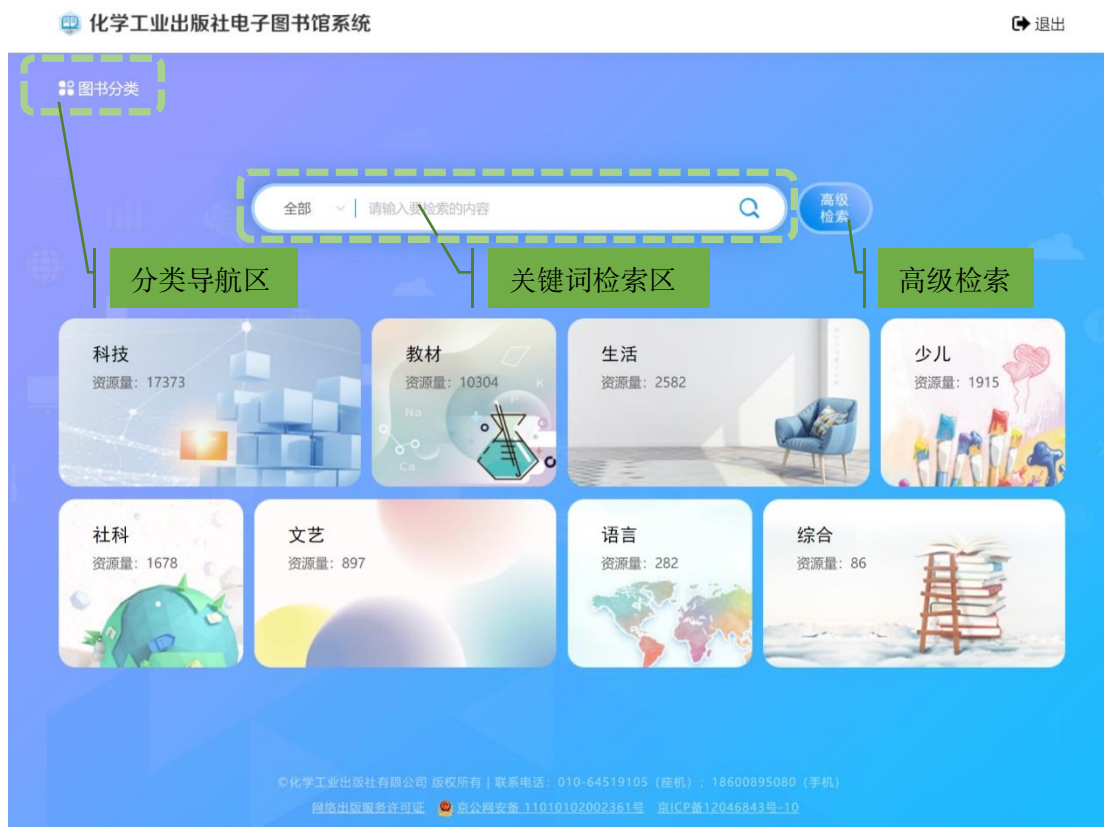 化学工业出版社电子图书馆系统
退出
图书分类
全部
请输入要检索的内容
高级
检索
分类导航区
关键词检索区
高级检索
科技
资源量: 17373
教材
资源量: 10304
Na
Ca
K
P
生活
资源量: 2582
少儿
资源量: 1915
社科
资源量: 1678
文艺
资源量: 897
语言
资源量: 282
综合
资源量: 86
©化学工业出版社有限公司 版权所有 | 联系电话: 010-64519105 (座机) ; 18600895080 (手机)
网络出版服务许可证 京公网安备 11010102002361号 京ICP备12046843号-10